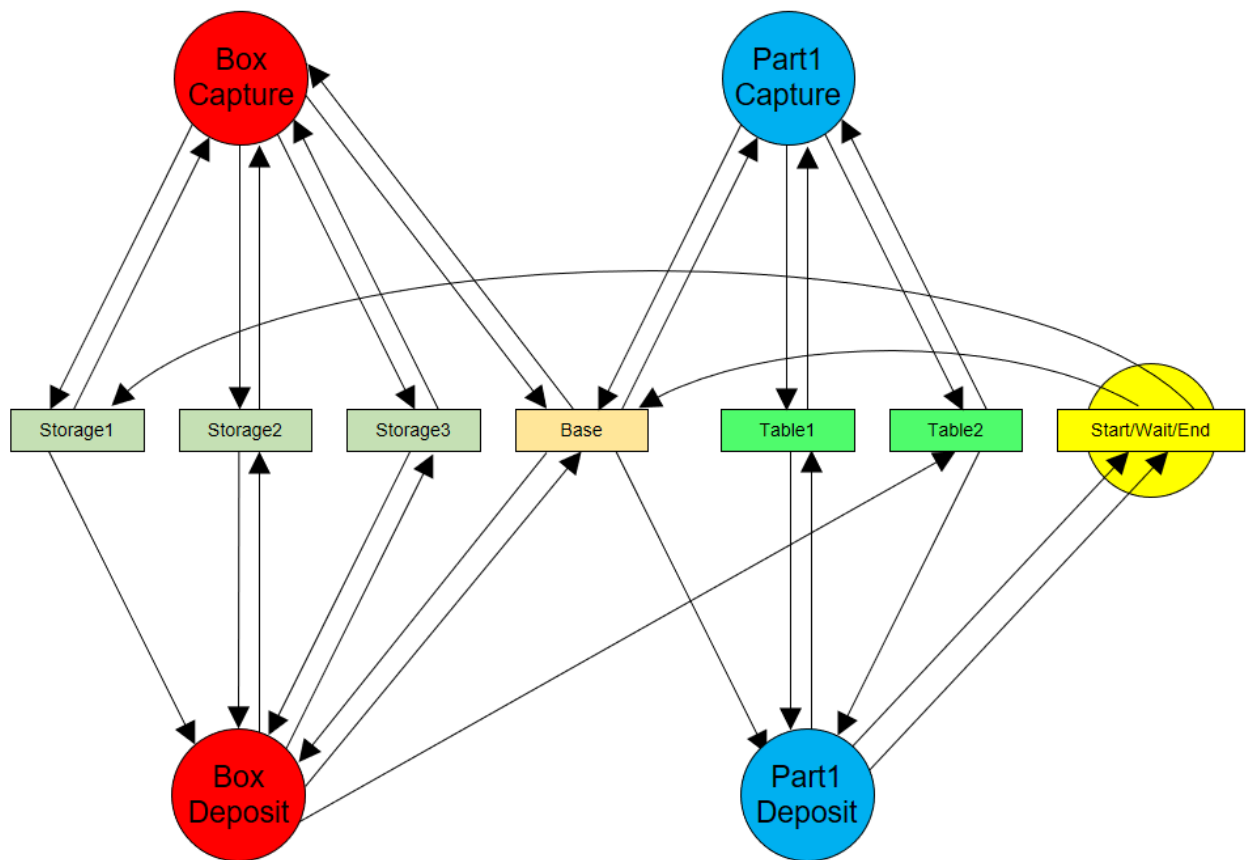 Box
Capture
Part1
Capture
Storage1
Storage2
Storage3
Base
Table1
Table2
Start/Wait/End
Box
Deposit
Part1
Deposit